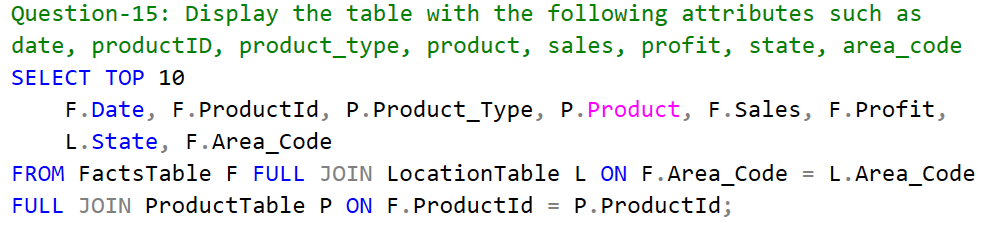 Question-15: Display the table with the following attributes such as
date, productID, product_type, product, sales, profit, state, area_code
SELECT TOP 10
    F.Date, F.ProductId, P.Product_Type, P.Product, F.Sales, F.Profit,
    L.State, F.Area_Code
FROM FactsTable F FULL JOIN LocationTable L ON F.Area_Code = L.Area_Code
FULL JOIN ProductTable P ON F.ProductId = P.ProductId;